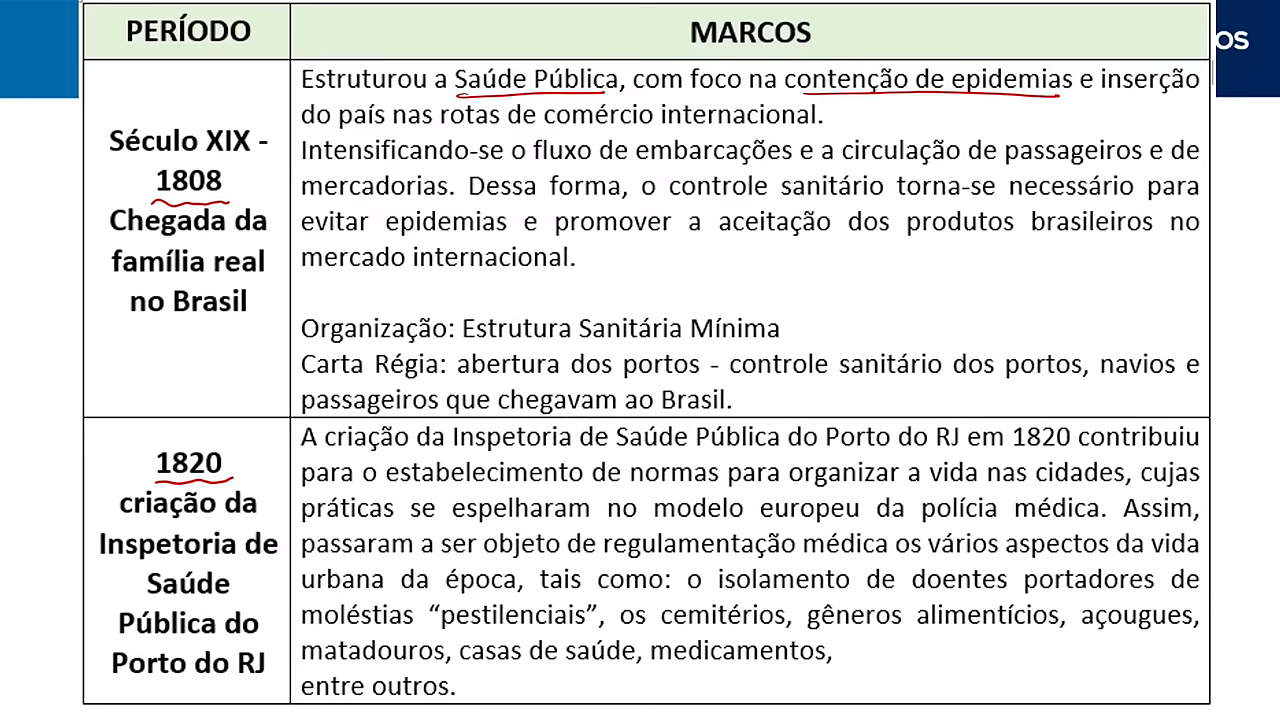 PERÍODO
MARCOS
OS
Século XIX -
1808
Chegada da
família real
no Brasil
Estruturou a Saúde Pública, com foco na contenção de epidemias e inserção
do país nas rotas de comércio internacional.
Intensificando-se o fluxo de embarcações e a circulação de passageiros e de
mercadorias. Dessa forma, o controle sanitário torna-se necessário para
evitar epidemias e promover a aceitação dos produtos brasileiros no
mercado internacional.
Organização: Estrutura Sanitária Mínima
Carta Régia: abertura dos portos - controle sanitário dos portos, navios e
passageiros que chegavam ao Brasil.
1820
criação da
Inspetoria de
Saúde
Pública do
Porto do RJ
A criação da Inspetoria de Saúde Pública do Porto do RJ em 1820 contribuiu
para o estabelecimento de normas para organizar a vida nas cidades, cujas
práticas se espelharam no modelo europeu da polícia médica. Assim,
passaram a ser objeto de regulamentação médica os vários aspectos da vida
urbana da época, tais como: o isolamento de doentes portadores de
moléstias “pestilenciais”, os cemitérios, gêneros alimentícios, açougues,
matadouros, casas de saúde, medicamentos,
entre outros.